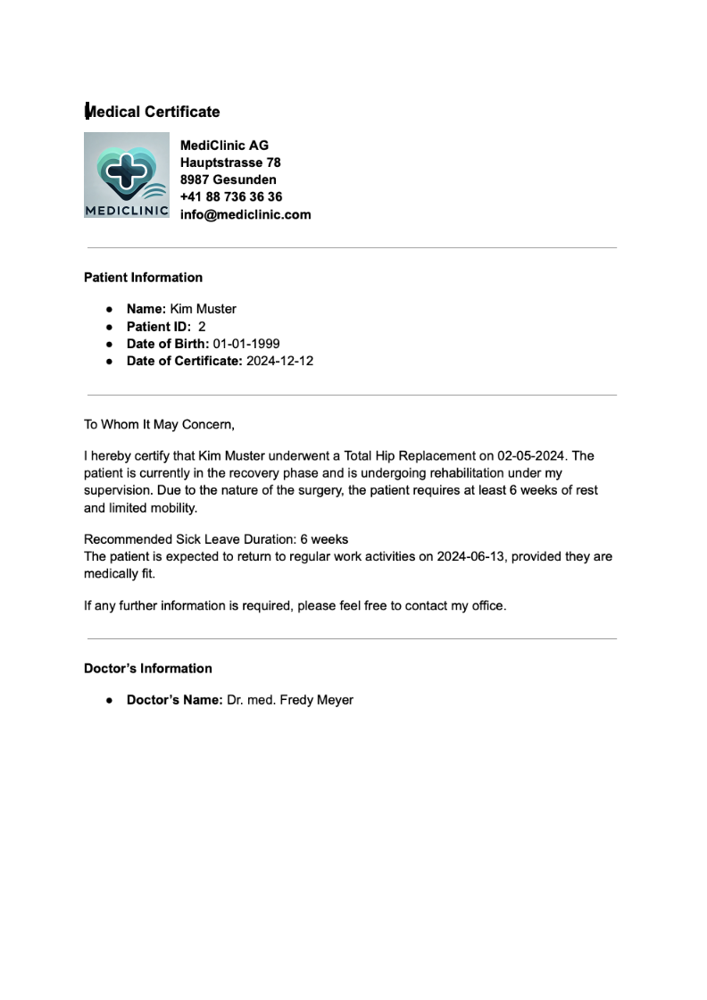 Medical Certificate
MEDICLINIC
MediClinic AG
Hauptstrasse 78
8987 Gesunden
+41 88 736 36 36
info@mediclinic.com
Patient Information
● Name: Kim Muster
● Patient ID: 2
● Date of Birth: 01-01-1999
● Date of Certificate: 2024-12-12
To Whom It May Concern,
I hereby certify that Kim Muster underwent a Total Hip Replacement on 02-05-2024. The
patient is currently in the recovery phase and is undergoing rehabilitation under my
supervision. Due to the nature of the surgery, the patient requires at least 6 weeks of rest
and limited mobility.
Recommended Sick Leave Duration: 6 weeks
The patient is expected to return to regular work activities on 2024-06-13, provided they are
medically fit.
If any further information is required, please feel free to contact my office.
Doctor’s Information
● Doctor’s Name: Dr. med. Fredy Meyer